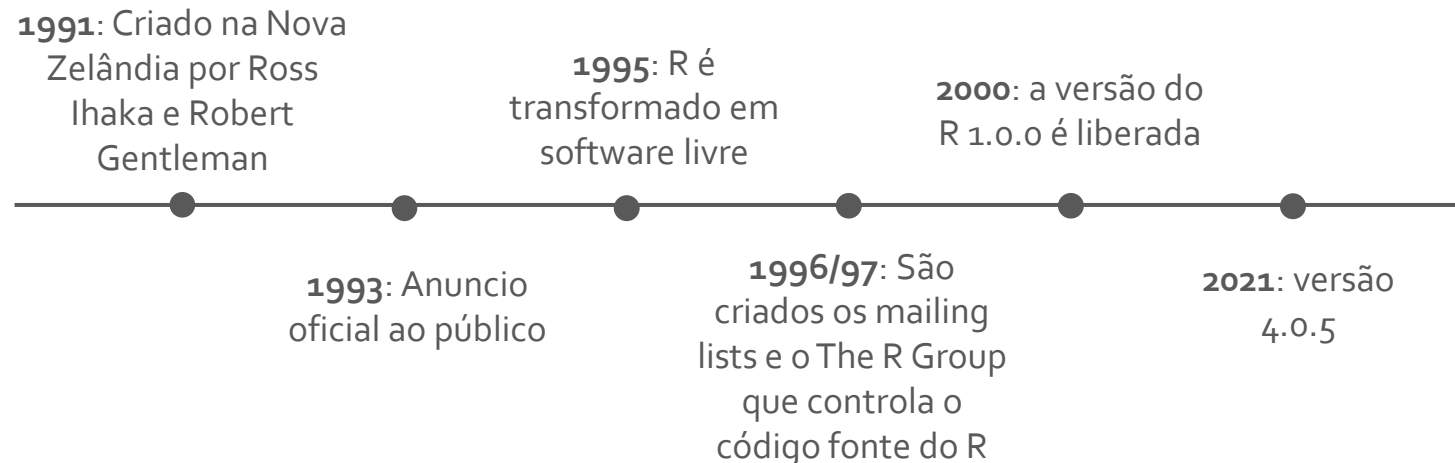 1991: Criado na Nova
Zelândia por Ross
Ihaka e Robert
Gentleman
1993: Anuncio
oficial ao público
1995: R é
transformado em
software livre
1996/97: São
criados os mailing
lists e o The R Group
que controla o
código fonte do R
2000: a versão do
R 1.0.0 é liberada
2021: versão
4.0.5